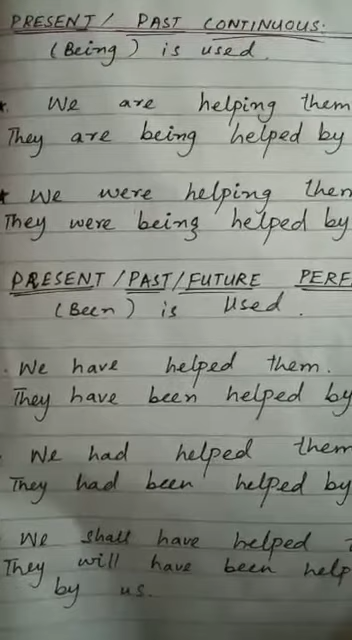 PRESENT / PAST CONTINUOUS.
(Being) is used.
* We are helping them
They are being helped by
* We were helping them
They were being helped by
PRESENT / PAST / FUTURE PERF
(Been) is used.
. We have helped them.
They have been helped by
We had helped them
They had been helped by
We shall have helped
They will have been help
by us.